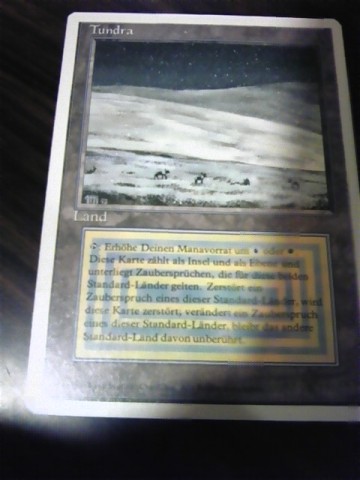 Tundra
Land
Erhöhe Deinen Manavorrat um oder
Diese Karte zählt als Insel und als Ebene und
unterliegt Zaubersprüchen, die für diese beiden
Standard-Länder gelten. Zerstört ein
Zauberspruch eines dieser Standard-Länder, wird
diese Karte zerstört; verändert ein Zauberspruch
eines dieser Standard-Länder, bleibt das andere
Standard-Land davon unberührt.